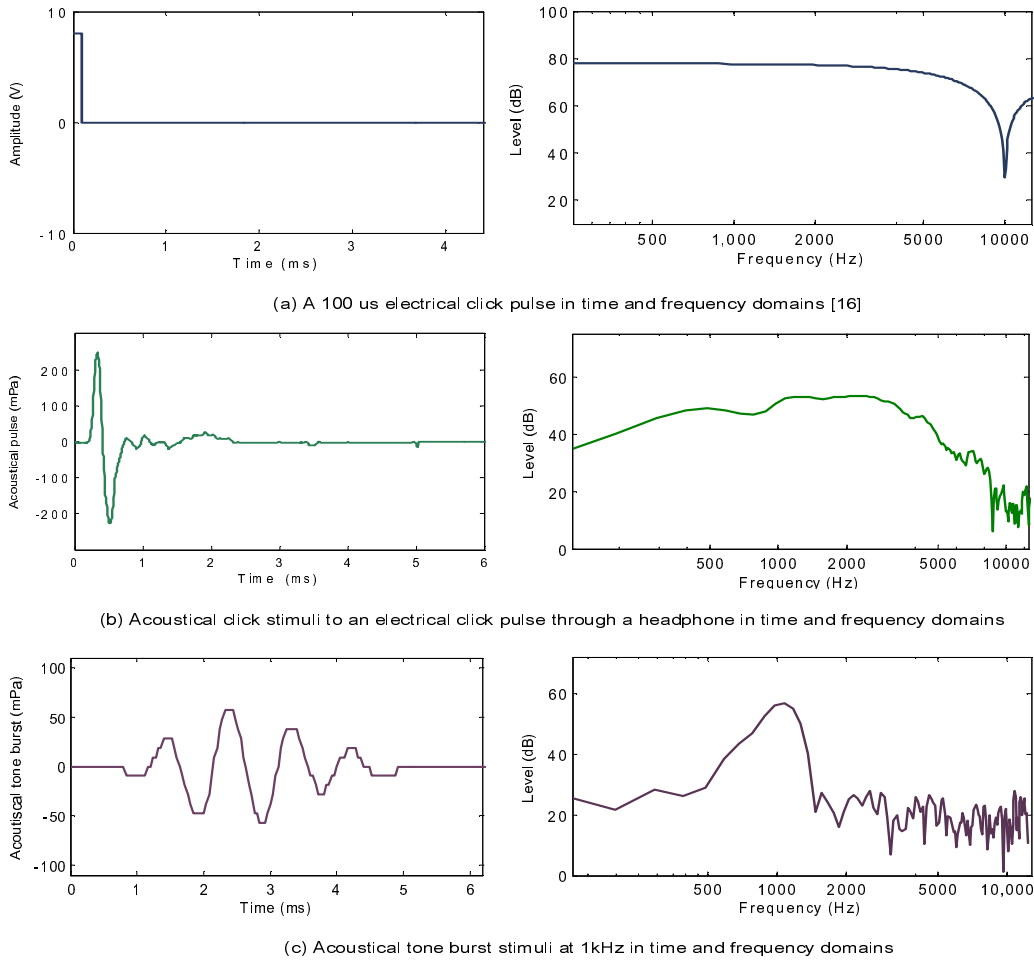 10
0
-10
Amplitude (V)
0 1 2 3 4
Time (ms)
100
80
60
40
20
Level (dB)
500 1,000 2000 5000 10000
Frequency (Hz)
(a) A 100 us electrical click pulse in time and frequency domains [16]
200
100
0
-100
-200
Acoustical pulse (mPa)
0 1 2 3 4 5 6
Time (ms)
60
40
20
0
Level (dB)
500 1000 2000 5000 10000
Frequency (Hz)
(b) Acoustical click stimuli to an electrical click pulse through a headphone in time and frequency domains
100
50
0
-50
-100
Acoutiscal tone burst (mPa)
0 1 2 3 4 5 6
Time (ms)
60
40
20
0
Level (dB)
500 1000 2000 5000 10,000
Frequency (Hz)
(c) Acoustical tone burst stimuli at 1kHz in time and frequency domains